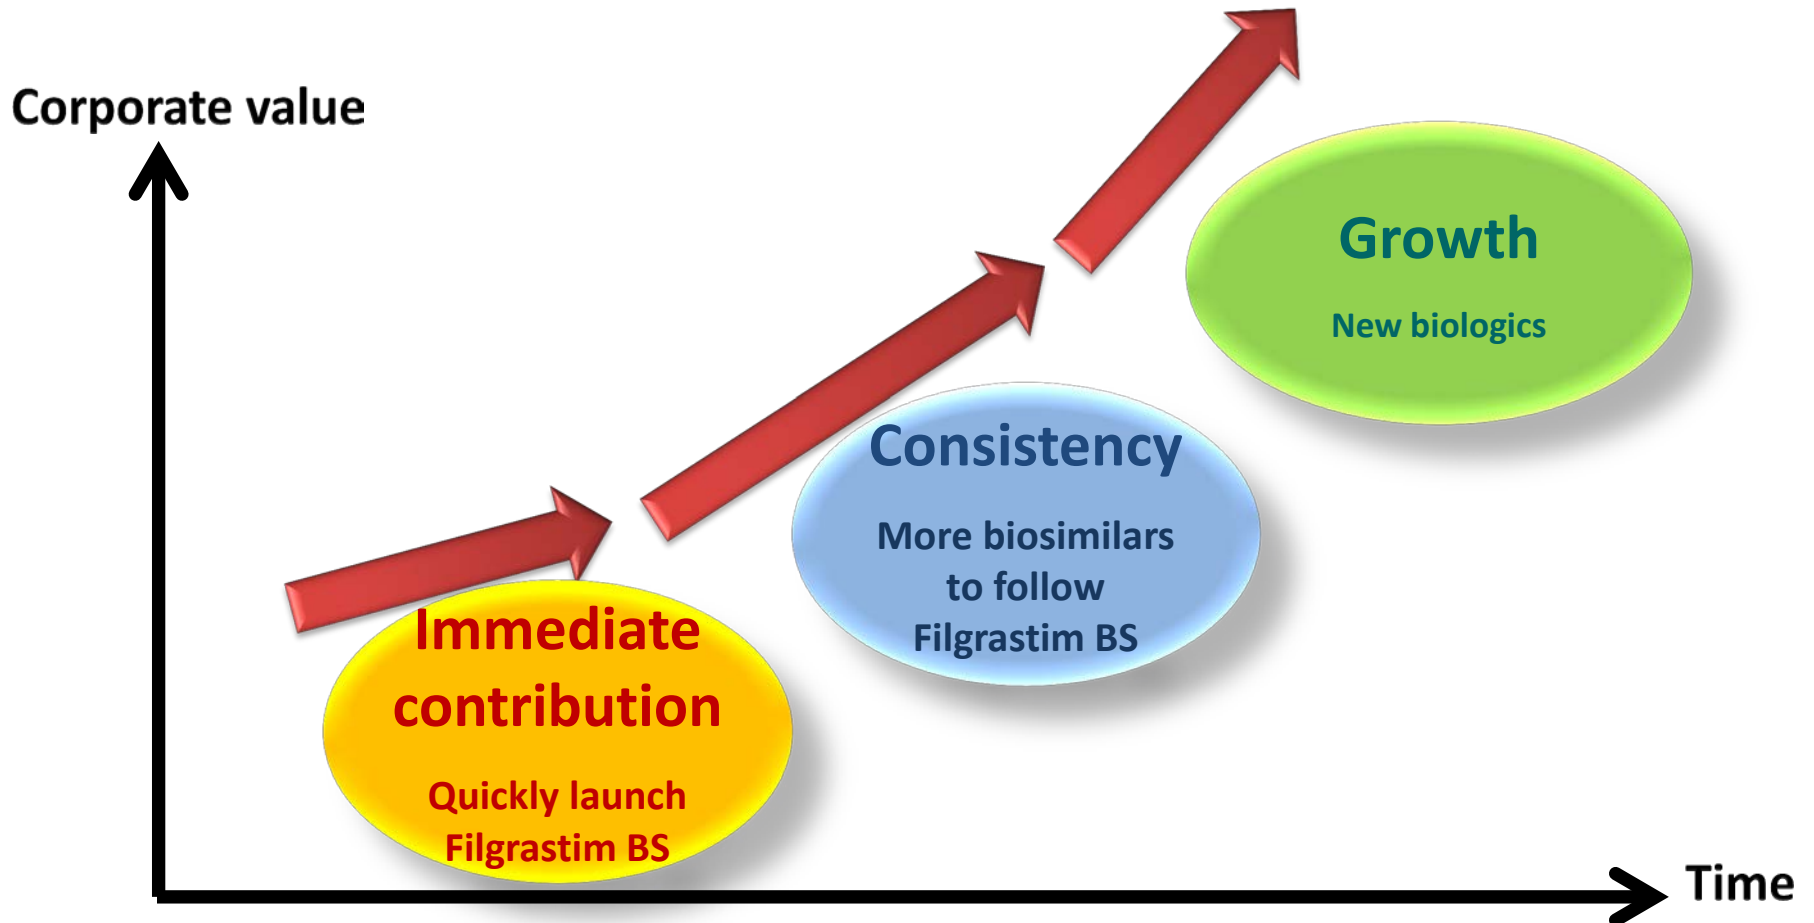 Corporate value
Growth
New biologics
Consistency
More biosimilars
to follow
Filgrastim BS
Immediate
contribution
Quickly launch
Filgrastim BS
Time